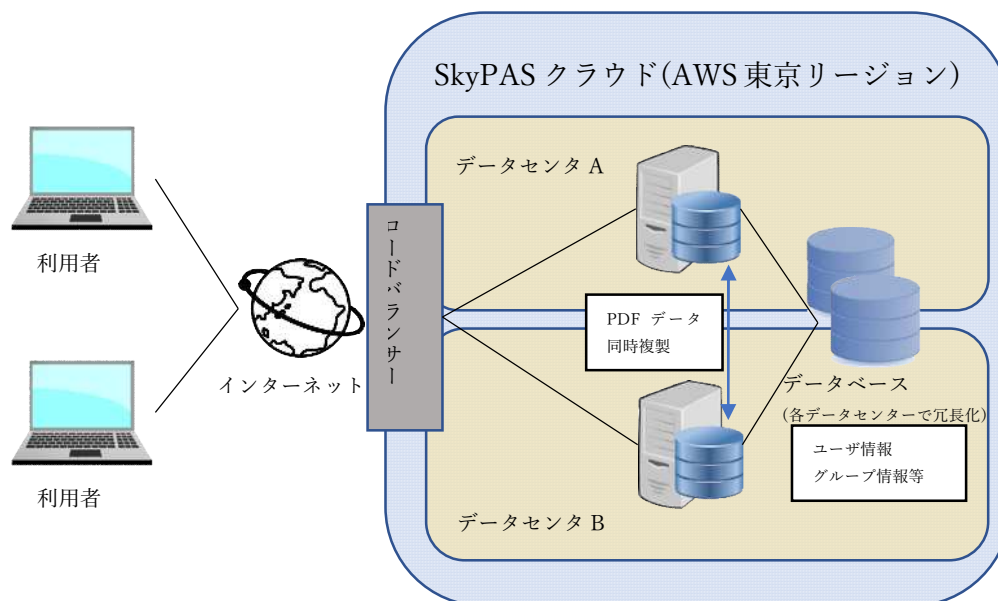 SkyPAS クラウド(AWS 東京リージョン)
データセンタ A
利用者
コードバランサー
インターネット
PDF データ
同時複製
データベース
(各データセンターで冗長化)
ユーザ情報
グループ情報等
利用者
データセンタ B